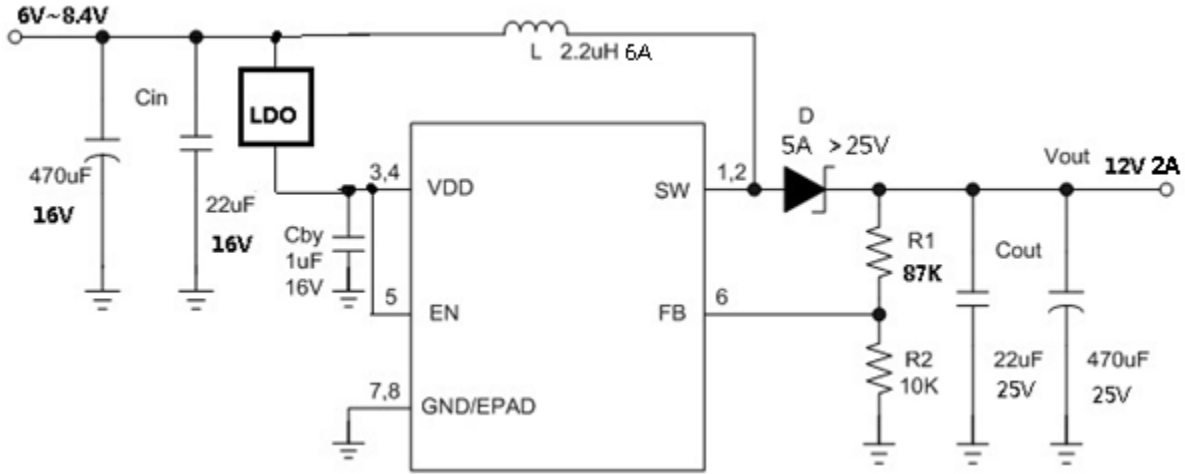 6V~8.4V
L 2.2uH 6A
Cin
LDO
D
5A >25V
470uF
16V
22uF
16V
Cby
1uF
16V
3,4
VDD
SW
1,2
Vout
12V 2A
R1
87K
Cout
5
EN
FB
6
R2
10K
22uF
25V
470uF
25V
7,8
GND/EPAD